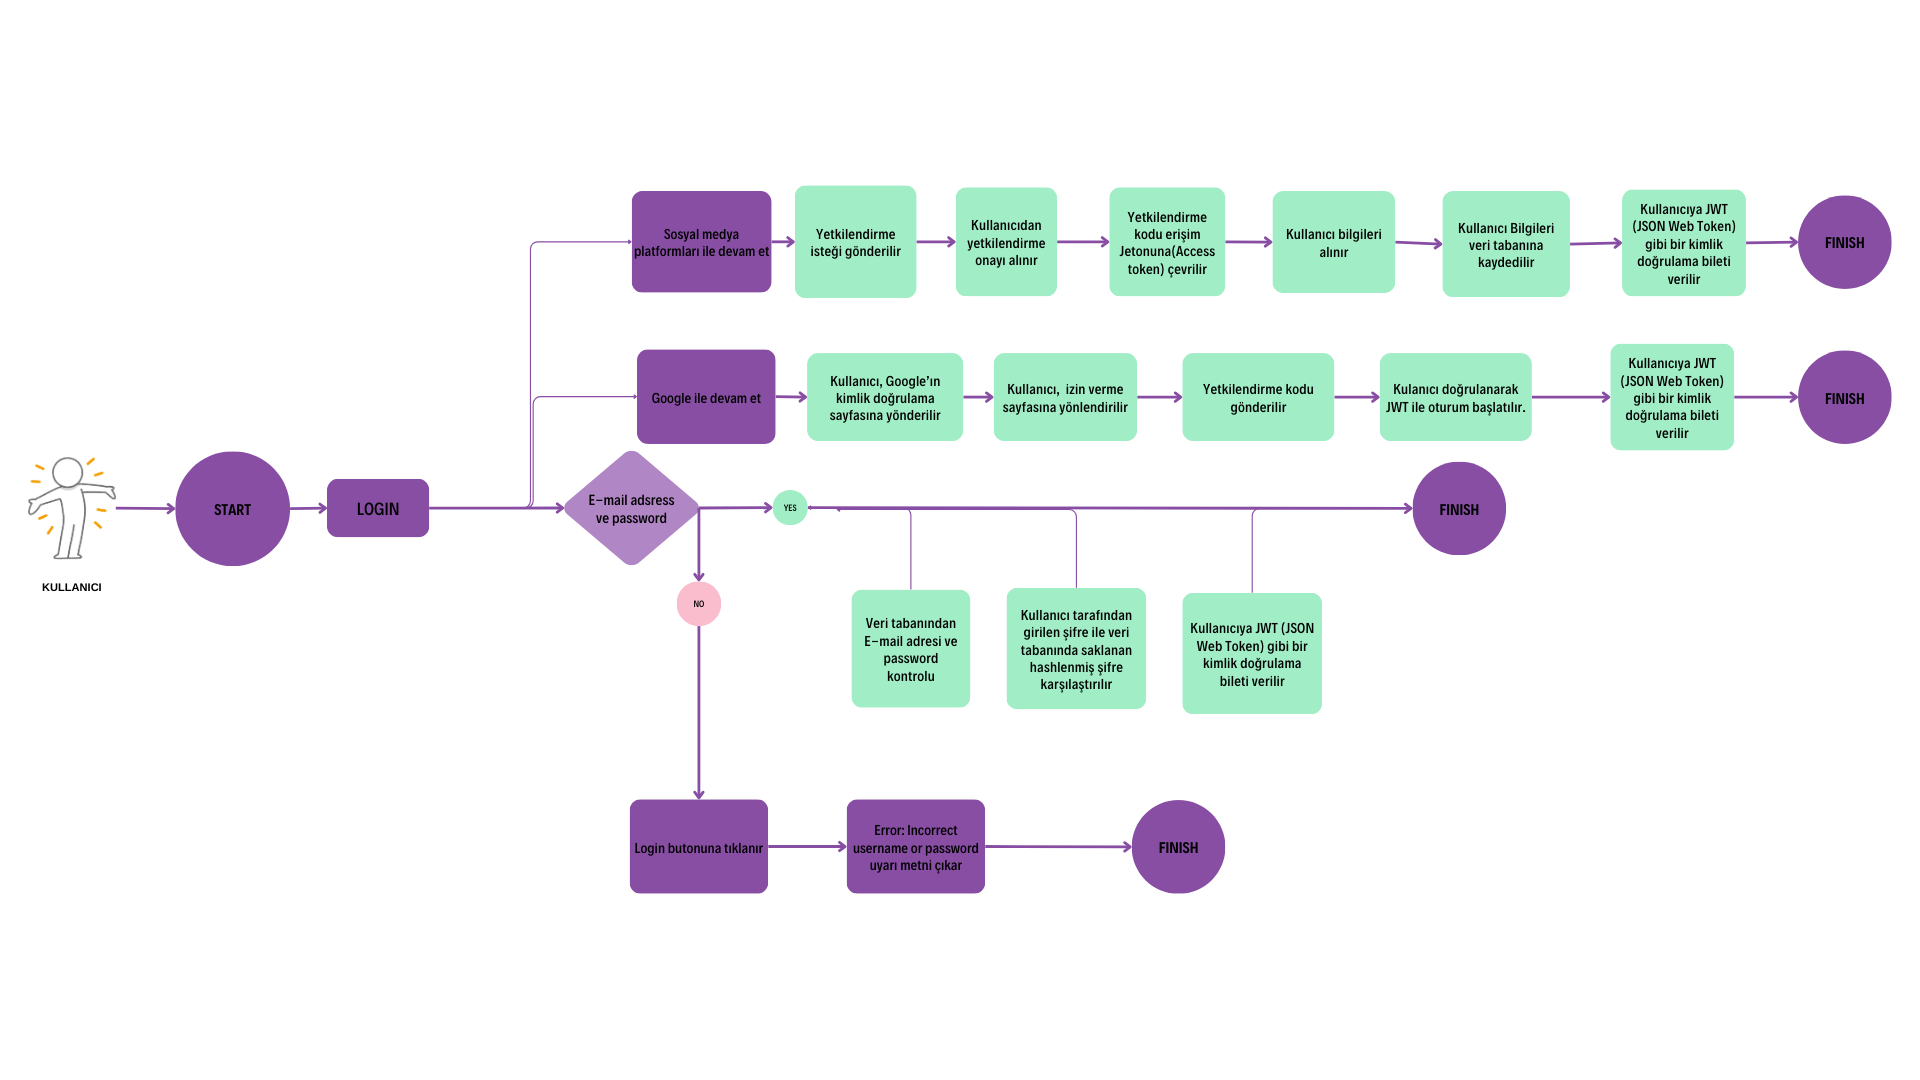 Sosyal medya
platformları ile devam et
Yetkilendirme
isteği gönderilir
Kullanıcıdan
yetkilendirme
onayı alınır
Yetkilendirme
kodu erişim
Jetonuna(Access
token) çevrilir
Kullanıcı bilgileri
alınır
Kullanıcı Bilgileri
veri tabanına
kaydedilir
Kullanıcıya JWT
(JSON Web Token)
gibi bir kimlik
doğrulama bileti
verilir
FINISH
Google ile devam et
Kullanıcı, Google'ın
kimlik doğrulama
sayfasına yönderilir
Kullanıcı, izin verme
sayfasına yönlendirilir
Yetkilendirme kodu
gönderilir
Kulanıcı doğrulanarak
JWT ile oturum başlatılır.
Kullanıcıya JWT
(JSON Web Token)
gibi bir kimlik
doğrulama bileti
verilir
FINISH
KULLANICI
START
LOGIN
E-mail adsress
ve password
YES
FINISH
NO
Veri tabanından
E-mail adresi ve
password
kontrolu
Kullanıcı tarafından
girilen şifre ile veri
tabanında saklanan
hashlenmiş şifre
karşılaştırılır
Kullanıcıya JWT (JSON
Web Token) gibi bir
kimlik doğrulama
bileti verilir
Login butonuna tıklanır
Error: Incorrect
username or password
uyarı metni çıkar
FINISH